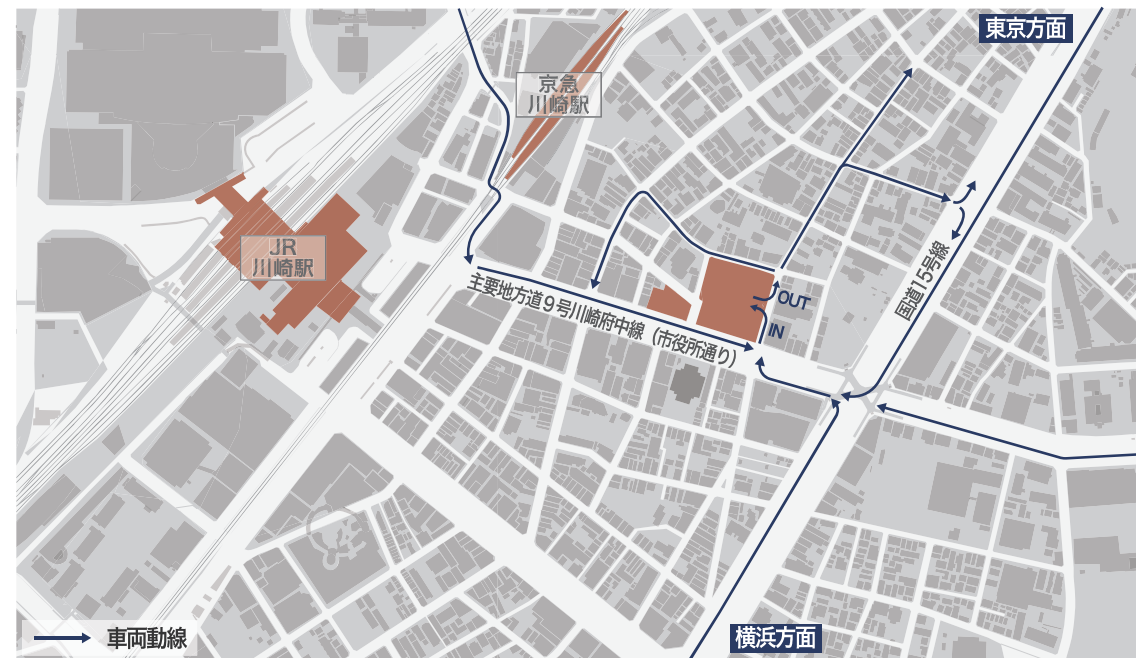 東京方面
京急
川崎駅
JR
川崎駅
国道15号線
主要地方道9号川崎府中線（市役所通り）
OUT
IN
横浜方面
車両動線